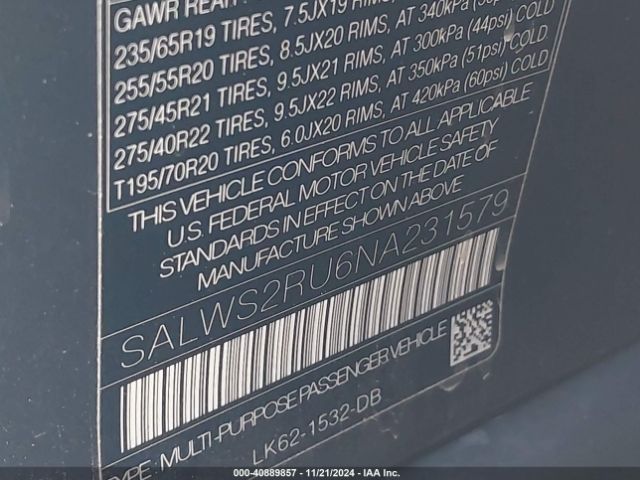 GAWR REAR
235/65R19 TIRES, 7.5JX19 RIMS, AT 340kPa
255/55R20 TIRES, 8.5JX20 RIMS, AT 300kPa (44psi) COLD
275/45R21 TIRES, 9.5JX21 RIMS, AT 300kPa (44psi) COLD
275/40R22 TIRES, 9.5JX22 RIMS, AT 350kPa (51psi) COLD
T195/70R20 TIRES, 6.0JX20 RIMS, AT 420kPa (60psi) COLD
THIS VEHICLE CONFORMS TO ALL APPLICABLE
U.S. FEDERAL MOTOR VEHICLE SAFETY
STANDARDS IN EFFECT ON THE DATE OF
MANUFACTURE SHOWN ABOVE
SALWS2RU6NA231579
TYPE: MULTI-PURPOSE PASSENGER VEHICLE
LK62-1532-DB
000-40889857 - 11/21/2024 - IAA Inc.